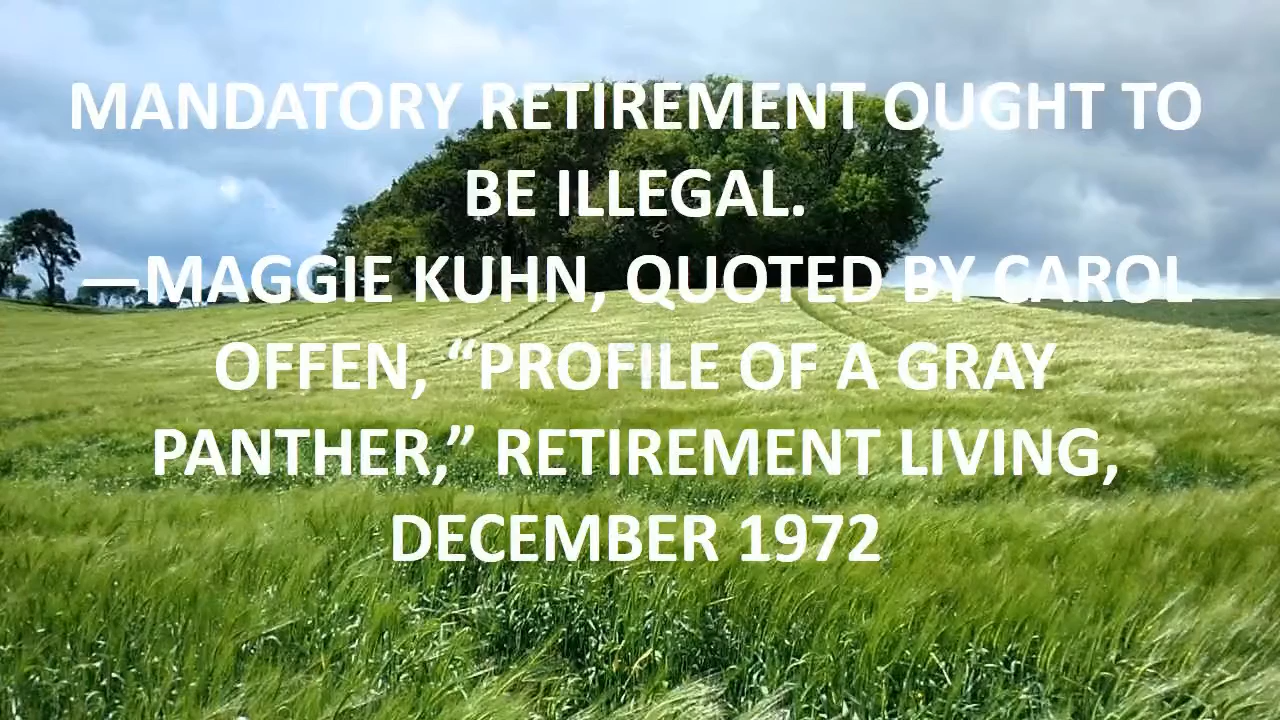 MANDATORY RETIREMENT OUGHT TO
BE ILLEGAL.
—MAGGIE KUHN, QUOTED BY CAROL
OFFEN, “PROFILE OF A GRAY
PANTHER,” RETIREMENT LIVING,
DECEMBER 1972